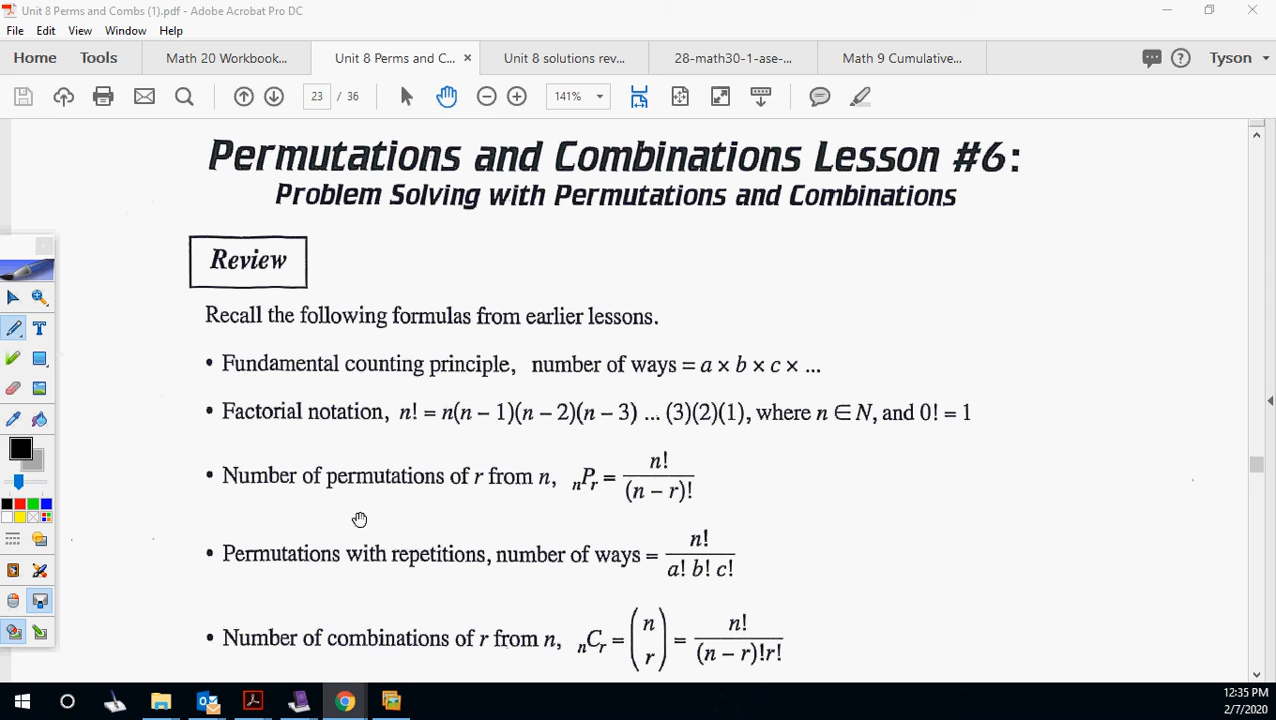 Unit 8 Perms and Combs (1).pdf - Adobe Acrobat Pro DC
File Edit View Window Help
Home Tools Math 20 Workbook... Unit 8 Perms and C... × Unit 8 solutions rev... 28-math30-1-ase-... Math 9 Cumulative... Tyson
23 / 36 141%
Permutations and Combinations Lesson #6:
Problem Solving with Permutations and Combinations
Review
Recall the following formulas from earlier lessons.
• Fundamental counting principle, number of ways = a × b × c × ...
• Factorial notation, n! = n(n − 1)(n − 2)(n − 3) ... (3)(2)(1), where n ∈ N, and 0! = 1
• Number of permutations of r from n, nPr = n! / (n − r)!
• Permutations with repetitions, number of ways = n! / a! b! c!
• Number of combinations of r from n, nCr = (n r) = n! / (n − r)!r!
12:35 PM
2/7/2020